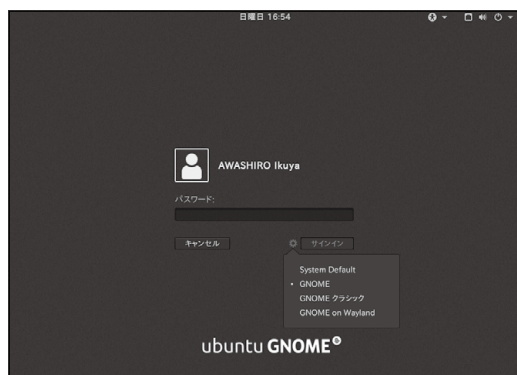 日曜日 16:54
AWASHIRO Ikuya
パスワード:
キャンセル
サインイン
System Default
GNOME
GNOME クラシック
GNOME on Wayland
ubuntu GNOME